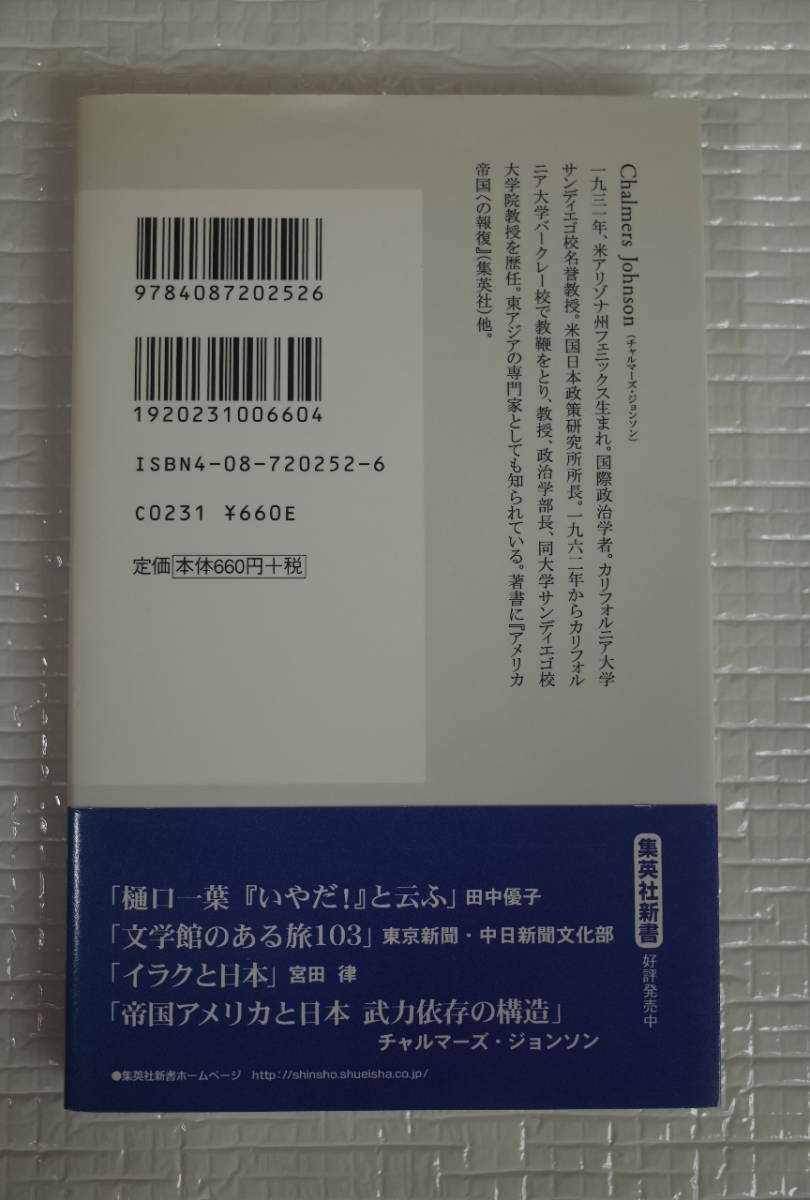 Chalmers Johnson (チャルマーズ・ジョンソン)
一九三一年、米アリゾナ州フェニックス生まれ。国際政治学者。カリフォルニア大学
サンディエゴ校名誉教授。米国日本政策研究所所長。一九六二年からカリフォル
ニア大学バークレー校で教鞭をとり、教授、政治学部長、同大学サンディエゴ校
大学院教授を歴任。東アジアの専門家としても知られている。著書に『アメリカ
帝国への報復』(集英社)他。
9784087202526
1920231006604
ISBN4-08-720252-6
C0231 ¥660E
定価 本体660円+税
集英社新書 好評発売中
「樋口一葉『いやだ!』と云ふ」田中優子
「文学館のある旅103」東京新聞・中日新聞文化部
「イラクと日本」宮田 律
「帝国アメリカと日本 武力依存の構造」
チャルマーズ・ジョンソン
●集英社新書ホームページ http://shinsho.shueisha.co.jp/